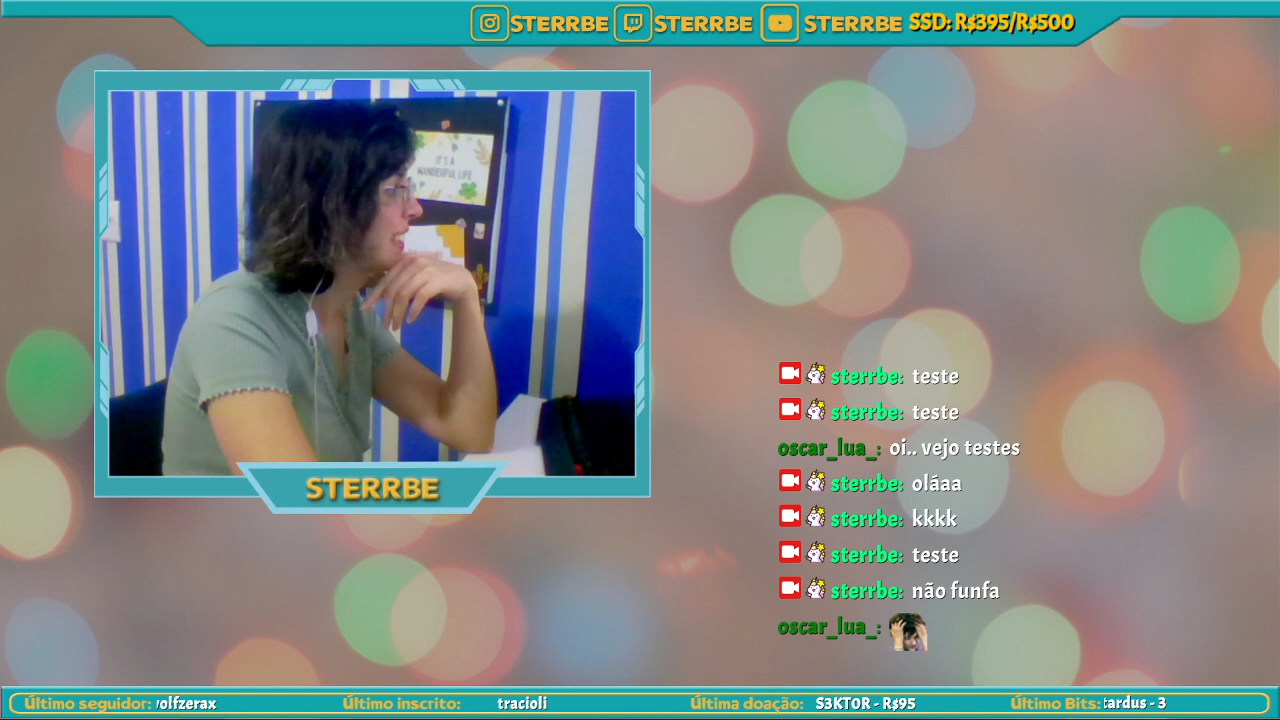 STERRBE STERRBE STERRBE SSD: R$395/R$500
IT'S A
WANDERFUL LIFE
STERRBE
sterrbe: teste
sterrbe: teste
oscar_lua_: oi.. vejo testes
sterrbe: oláaa
sterrbe: kkkk
sterrbe: teste
sterrbe: não funfa
oscar_lua_:
Último seguidor: olfzerax Último inscrito: tracioli Última doação: S3KT0R - R$95 Último Bits: tardus - 3